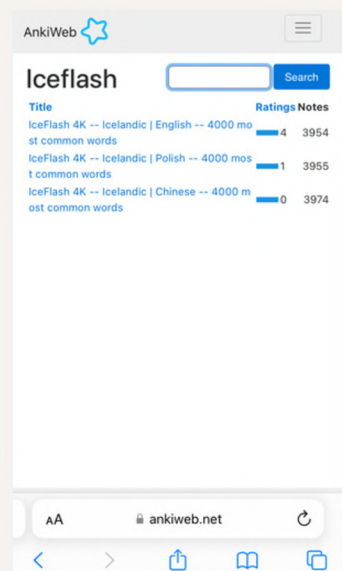 AnkiWeb
Iceflash
Search
Title Ratings Notes
IceFlash 4K -- Icelandic | English -- 4000 mo
st common words
4 3954
IceFlash 4K -- Icelandic | Polish -- 4000 mos
t common words
1 3955
IceFlash 4K -- Icelandic | Chinese -- 4000 m
ost common words
0 3974
AA ankiweb.net